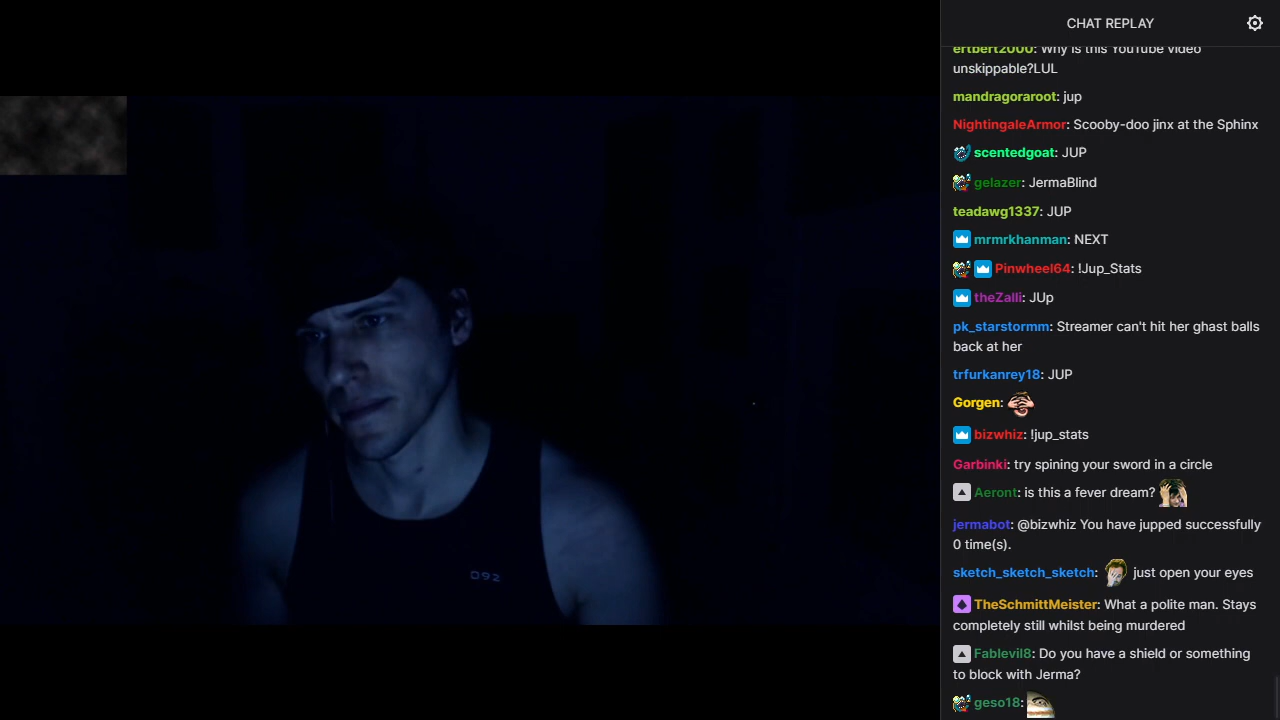 CHAT REPLAY
ertbert2000: Why is this YouTube video
unskippable?LUL
mandragoraroot: jup
NightingaleArmor: Scooby-doo jinx at the Sphinx
scentedgoat: JUP
gelazer: JermaBlind
teadawg1337: JUP
mrmrkhanman: NEXT
Pinwheel64: !Jup_Stats
theZalli: JUp
pk_starstormm: Streamer can't hit her ghast balls
back at her
trfurkanrey18: JUP
Gorgen:
bizwhiz: !jup_stats
Garbinki: try spining your sword in a circle
Aeront: is this a fever dream?
jermabot: @bizwhiz You have jupped successfully
0 time(s).
sketch_sketch_sketch: just open your eyes
TheSchmittMeister: What a polite man. Stays
completely still whilst being murdered
Fablevil8: Do you have a shield or something
to block with Jerma?
geso18:
D92